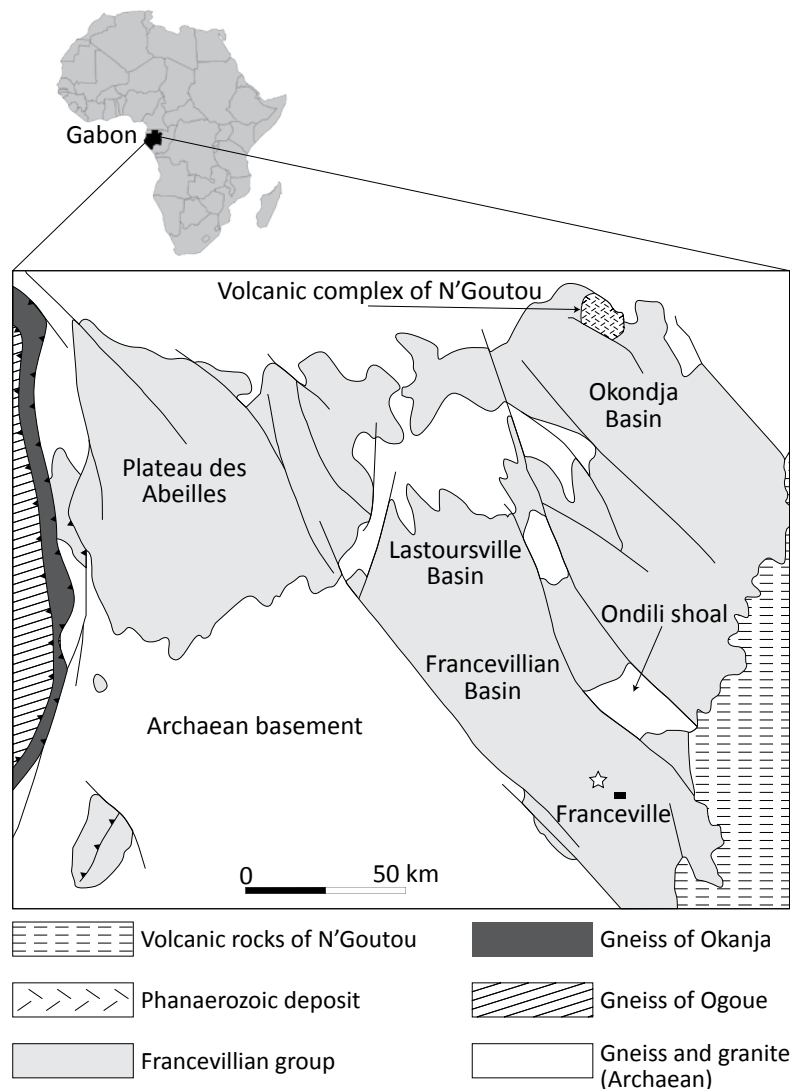 Gabon
Volcanic complex of N'Goutou
Okondja
Basin
Plateau des
Abeilles
Lastoursville
Basin
Ondili shoal
Francevillian
Basin
Archaean basement
Franceville
0 50 km
Volcanic rocks of N'Goutou
Gneiss of Okanja
Phanaerozoic deposit
Gneiss of Ogoue
Francevillian group
Gneiss and granite
(Archaean)